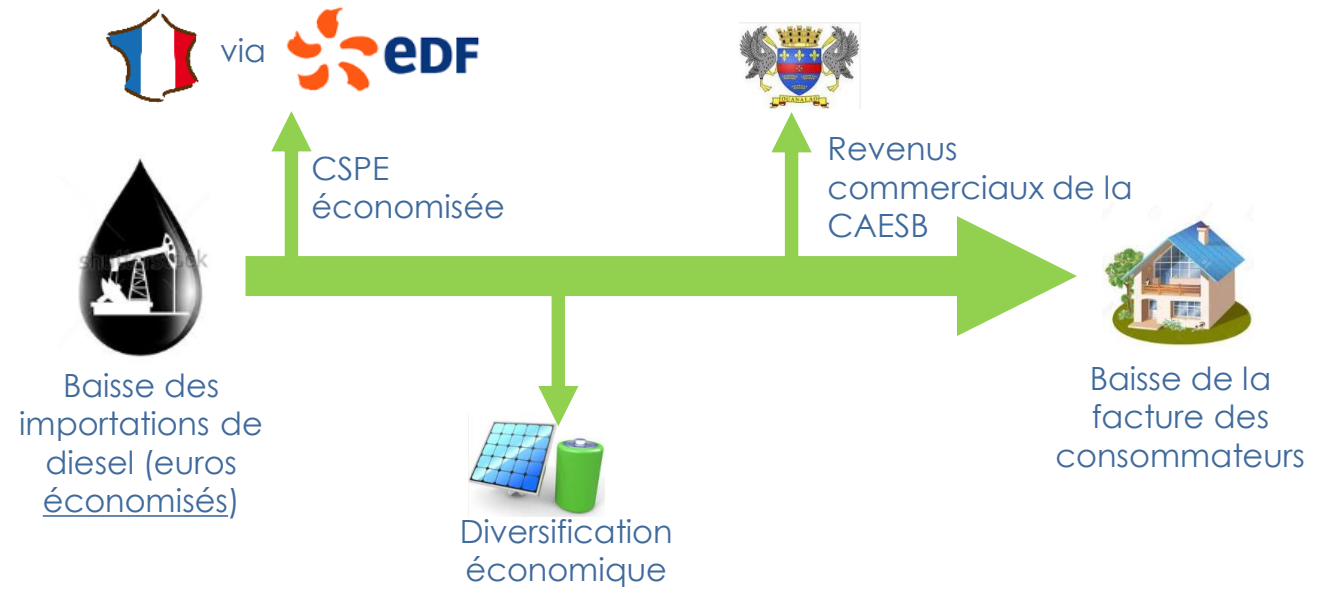 via
eDF
OUANALAO
CSPE
économisée
Revenus
commerciaux de la
CAESB
Baisse des
importations de
diesel (euros
économisés)
Diversification
économique
Baisse de la
facture des
consommateurs